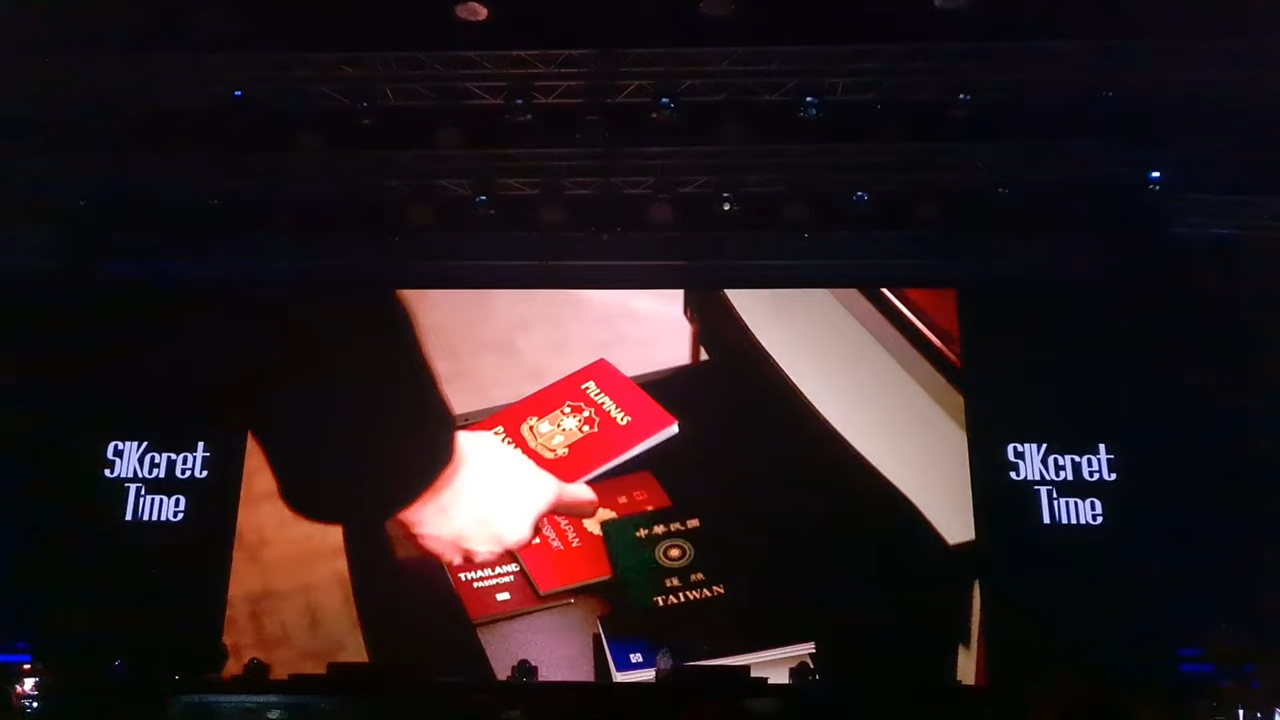 SIKcret
Time
PILIPINAS
JAPAN
PASSPORT
THAILAND
PASSPORT
中華民國
護照
TAIWAN
SIKcret
Time